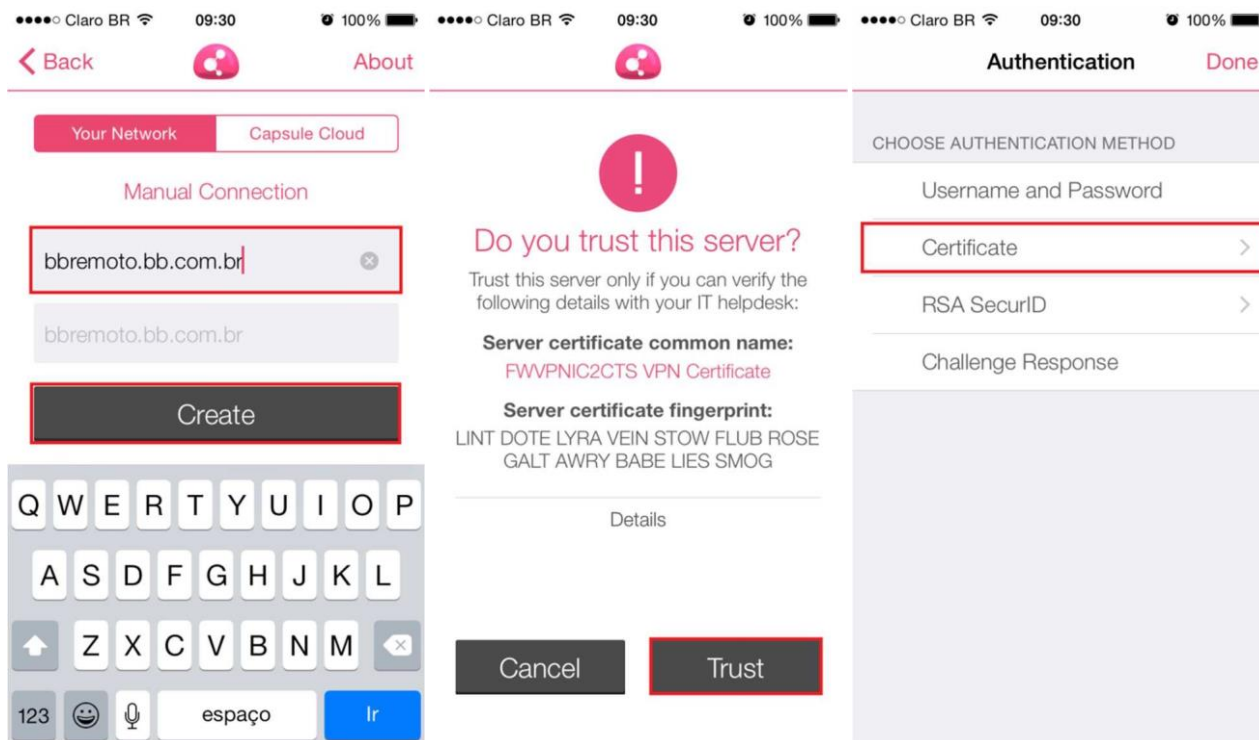 Claro BR 09:30 100%
Back About
Your Network Capsule Cloud
Manual Connection
bbremoto.bb.com.br
bbremoto.bb.com.br
Create
Q W E R T Y U I O P
A S D F G H J K L
Z X C V B N M
123 espaço Ir
Claro BR 09:30 100%
!
Do you trust this server?
Trust this server only if you can verify the
following details with your IT helpdesk:
Server certificate common name:
FWVPNIC2CTS VPN Certificate
Server certificate fingerprint:
LINT DOTE LYRA VEIN STOW FLUB ROSE
GALT AWRY BABE LIES SMOG
Details
Cancel Trust
Claro BR 09:30 100%
Authentication Done
CHOOSE AUTHENTICATION METHOD
Username and Password
Certificate
RSA SecurID
Challenge Response